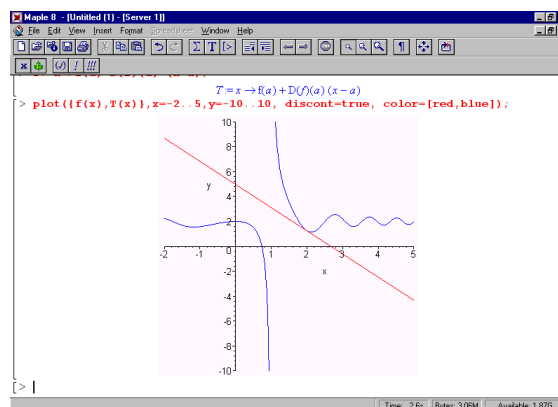 Maple 8 - [Untitled (1) - [Server 1]]
File Edit View Insert Format Spreadsheet Window Help
T := x → f(a) + D(f)(a) (x − a)
> plot({f(x),T(x)},x=-2..5,y=-10..10, discont=true, color=[red,blue]);
10
8
y
6
4
2
-2 -1 0 1 2 3 4 5
x
-2
-4
-6
-8
-10
>
Time: 2.6s Bytes: 3.06M Available: 1.87G